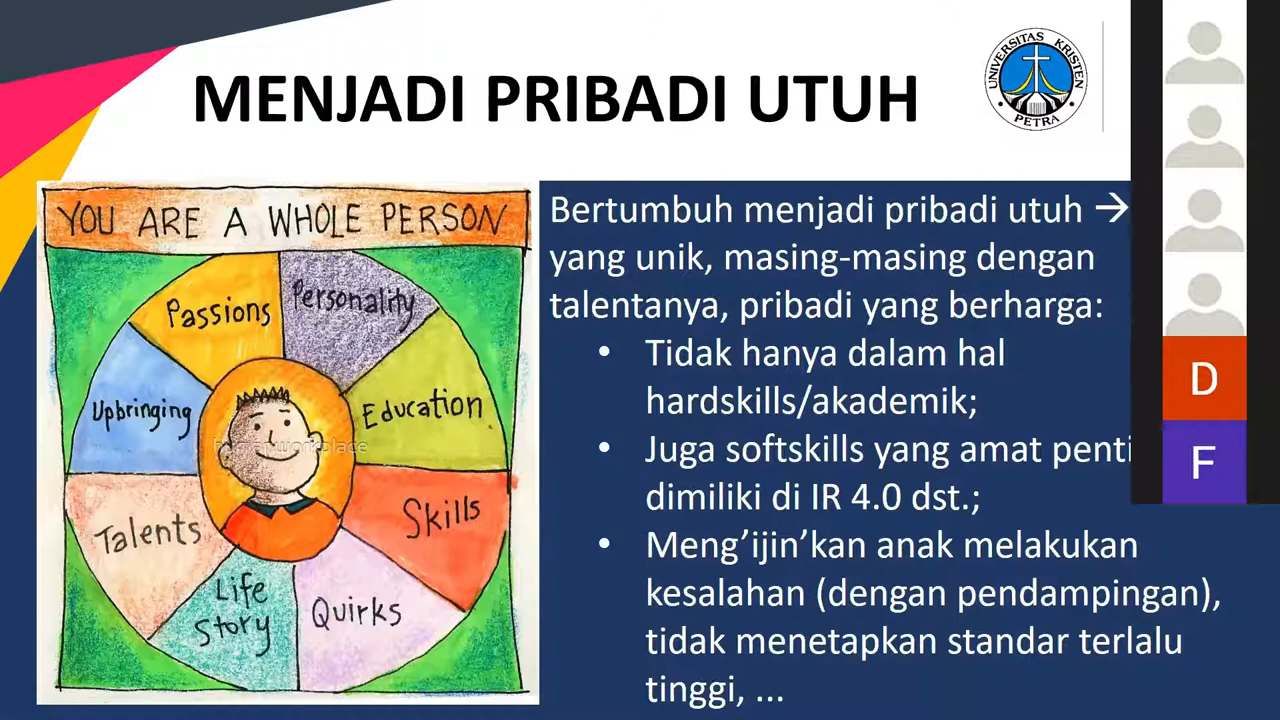 MENJADI PRIBADI UTUH
UNIVERSITAS KRISTEN
PETRA
YOU ARE A WHOLE PERSON
Passions
Personality
Upbringing
Education
Talents
Skills
Life
Story
Quirks
Bertumbuh menjadi pribadi utuh →
yang unik, masing-masing dengan
talentanya, pribadi yang berharga:
• Tidak hanya dalam hal
hardskills/akademik;
• Juga softskills yang amat penti
dimiliki di IR 4.0 dst.;
• Meng’ijin’kan anak melakukan
kesalahan (dengan pendampingan),
tidak menetapkan standar terlalu
tinggi, ...
D
F